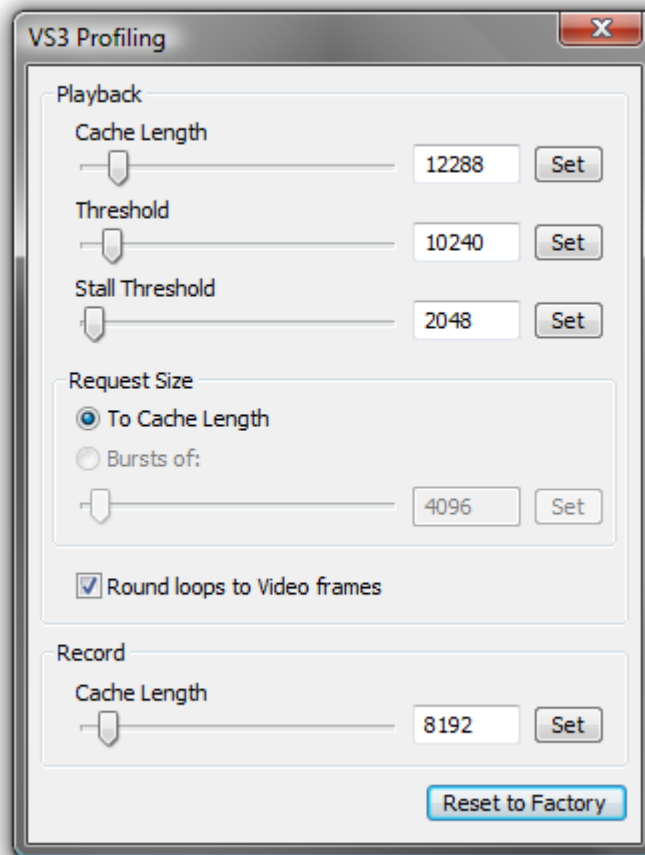 VS3 Profiling
Playback
Cache Length
12288 Set
Threshold
10240 Set
Stall Threshold
2048 Set
Request Size
To Cache Length
Bursts of:
4096 Set
Round loops to Video frames
Record
Cache Length
8192 Set
Reset to Factory